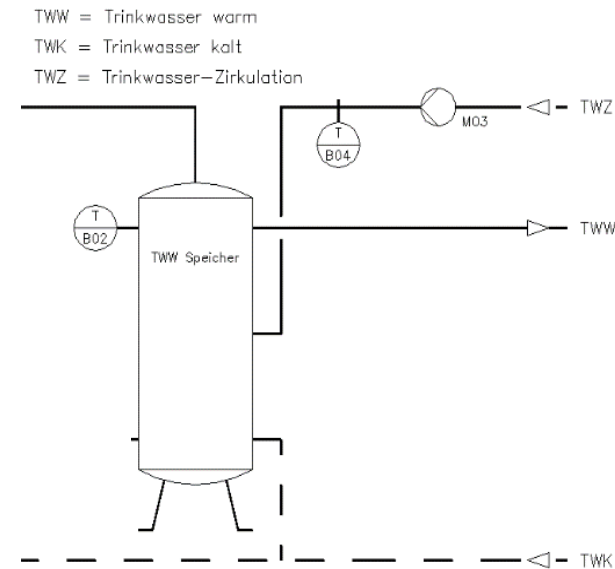 TWW = Trinkwasser warm
TWK = Trinkwasser kalt
TWZ = Trinkwasser-Zirkulation
TWZ
M03
T
B04
T
B02
TWW
TWW Speicher
TWK